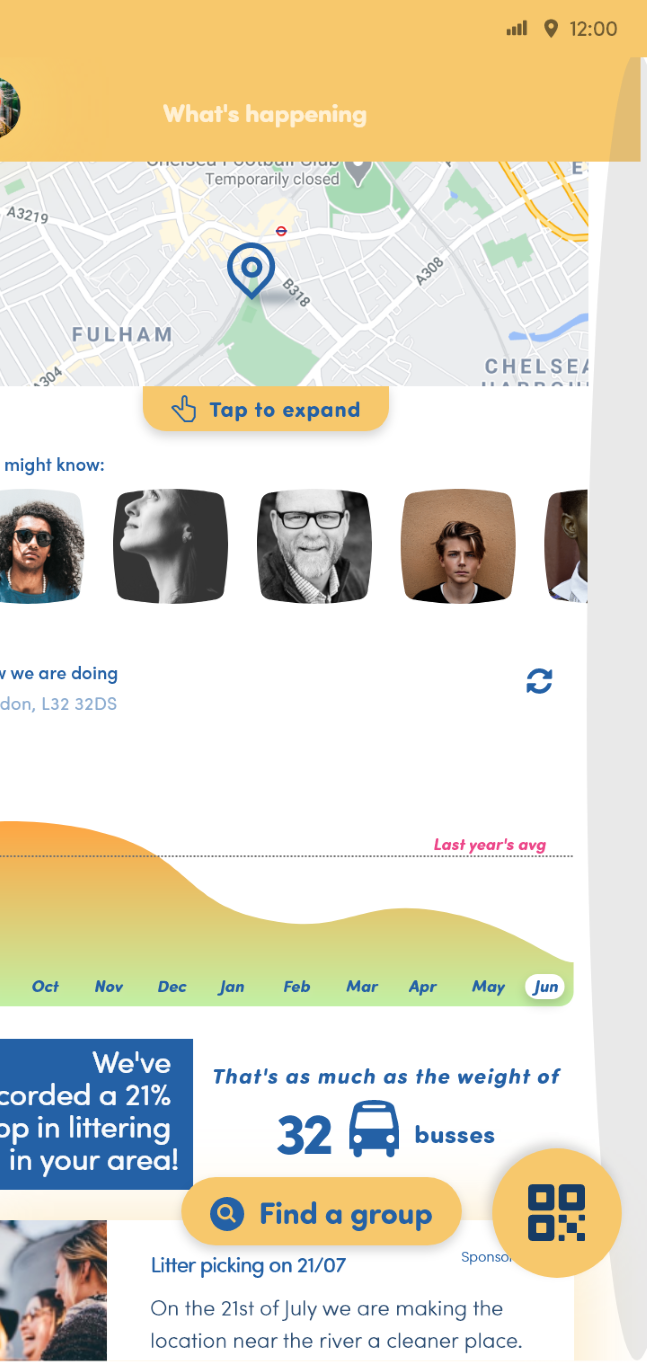 12:00
What's happening
Chelsea Football Club
Temporarily closed
E
A3219
B318
A308
FULHAM
A304
CHELSEA
HARBOUR
Tap to expand
might know:
w we are doing
don, L32 32DS
Last year's avg
Oct Nov Dec Jan Feb Mar Apr May Jun
We've
corded a 21%
op in littering
in your area!
That's as much as the weight of
32 busses
Find a group
Litter picking on 21/07
Sponso
On the 21st of July we are making the
location near the river a cleaner place.